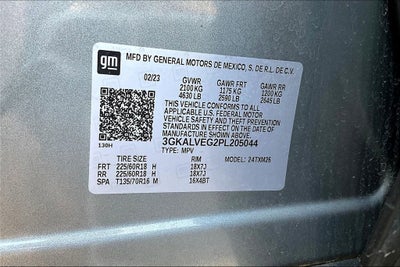 gm
MFD BY GENERAL MOTORS DE MEXICO, S. DE R.L. DE C.V.
02/23 GVWR GAWR FRT GAWR RR
2100 KG 1175 KG 1200 KG
4630 LB 2590 LB 2645 LB
THIS VEHICLE CONFORMS TO ALL
APPLICABLE U.S. FEDERAL MOTOR
VEHICLE SAFETY, BUMPER, AND THEFT
PREVENTION STANDARDS IN EFFECT ON
THE DATE OF MANUFACTURE SHOWN ABOVE.
130H 3GKALVEG2PL205044
TYPE: MPV MODEL: 24TXM26
TIRE SIZE RIM
FRT 225/60R18 H 18X7J
RR 225/60R18 H 18X7J
SPA T135/70R16 M 16X4BT